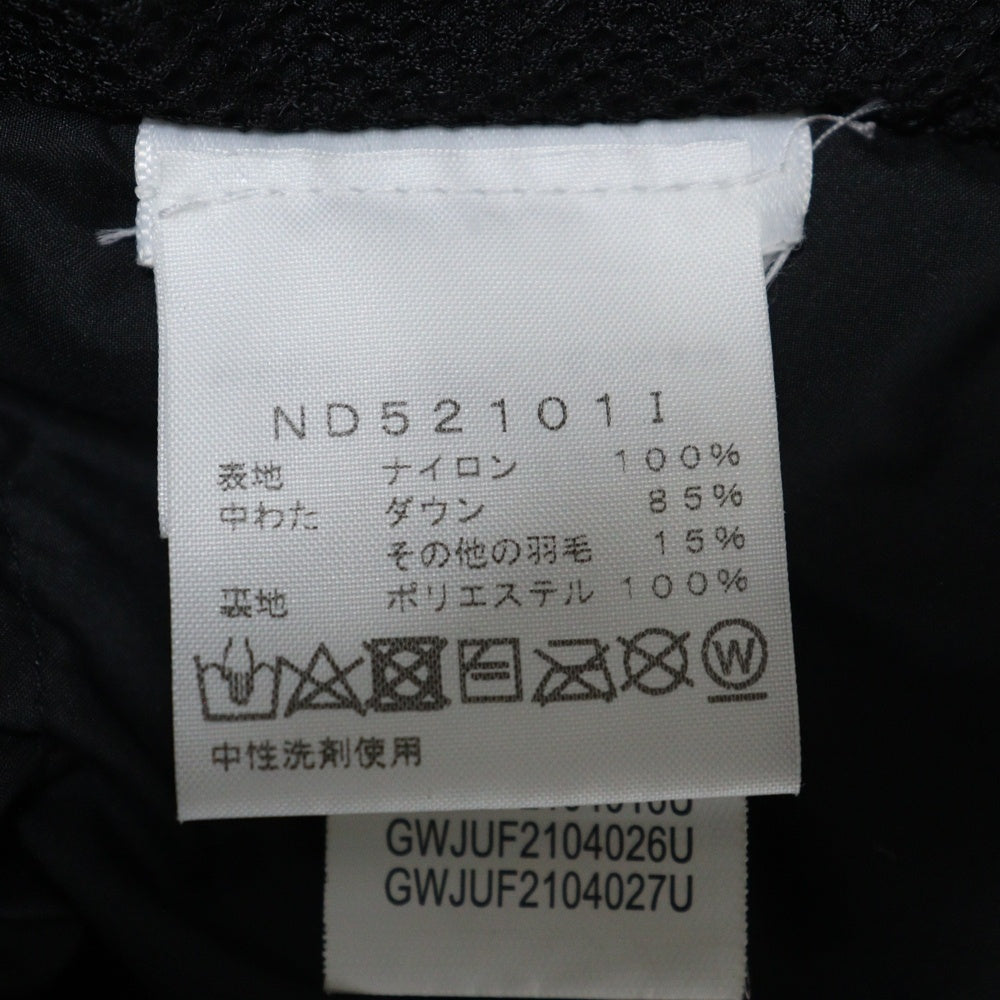 ND52101I
表地 ナイロン 100%
中わた ダウン 85%
その他の羽毛 15%
裏地 ポリエステル 100%
W
中性洗剤使用
GWJUF2104026U
GWJUF2104027U